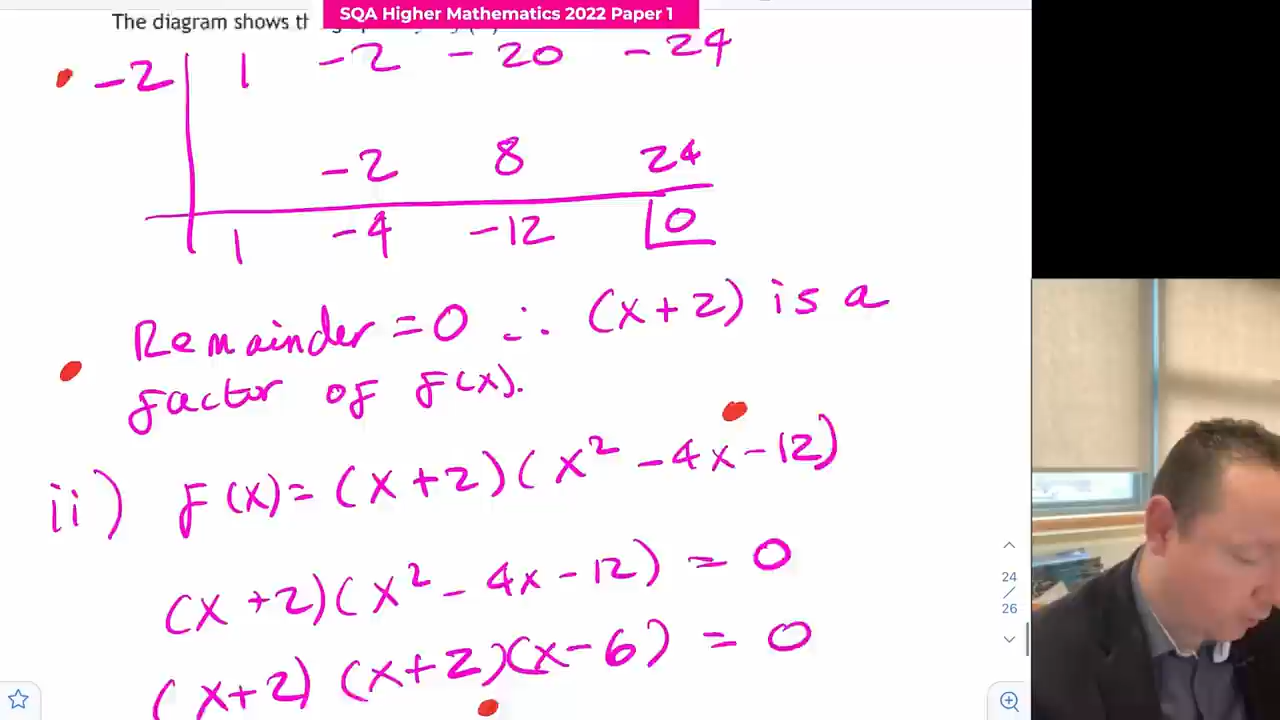 SQA Higher Mathematics 2022 Paper 1
The diagram shows th
-2 | 1 -2 -20 -24
-2 8 24
1 -4 -12 0
Remainder = 0 ∴ (x+2) is a
factor of f(x).
ii) f(x) = (x+2)(x² - 4x - 12)
(x+2)(x² - 4x - 12) = 0
(x+2) (x+2)(x-6) = 0
24
/
26